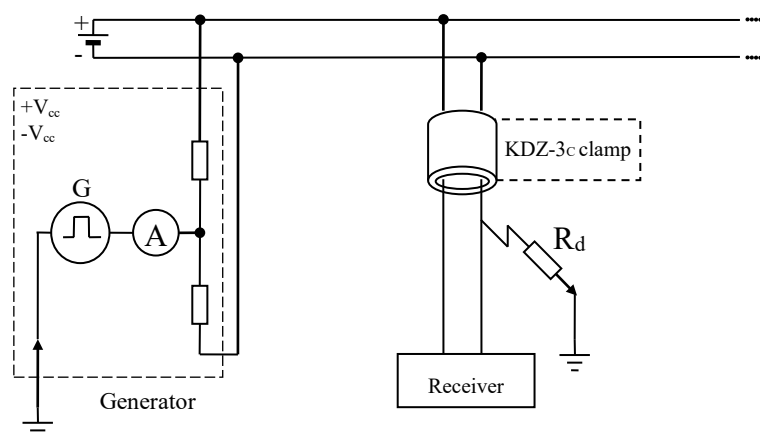 +
-
+Vcc
-Vcc
KDZ-3C clamp
G
A
Rd
Receiver
Generator